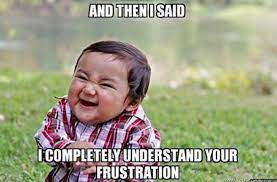 AND THEN I SAID
I COMPLETELY UNDERSTAND YOUR
FRUSTRATION